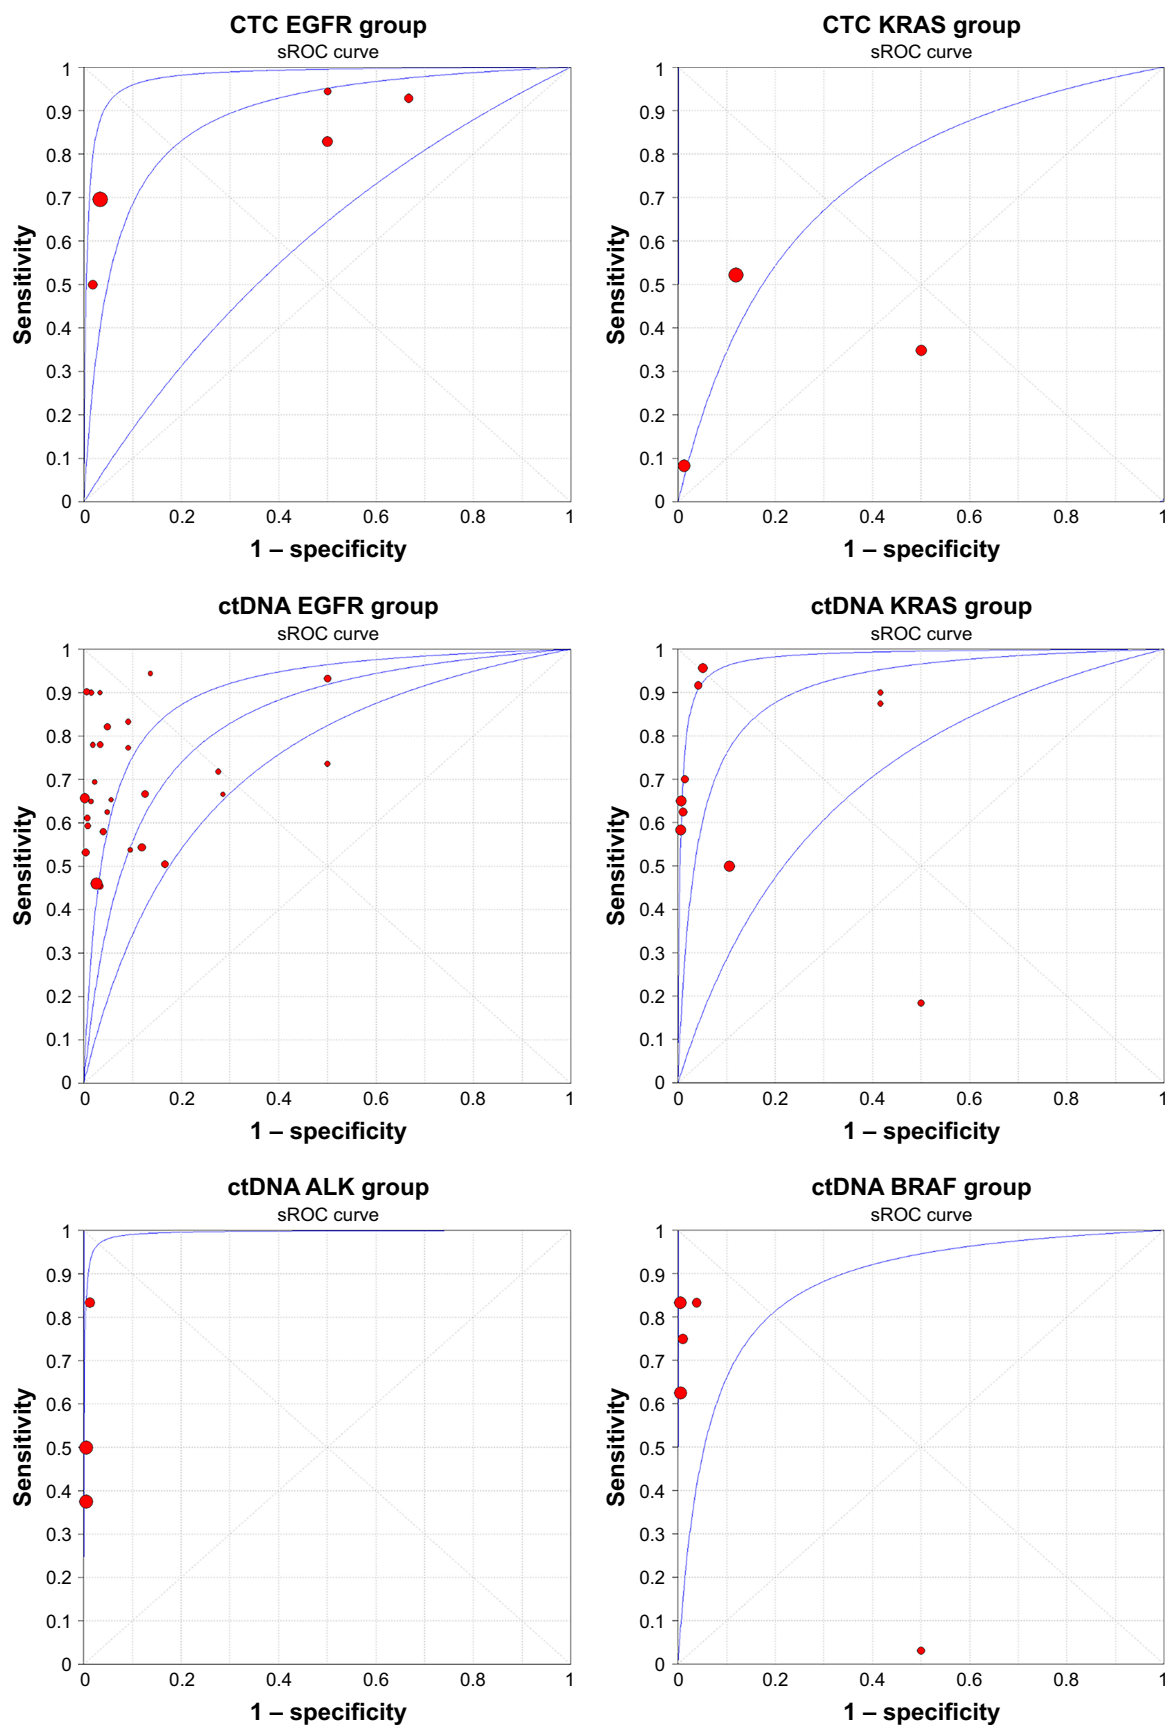 CTC EGFR group
sROC curve
1
0.9
0.8
0.7
0.6
0.5
0.4
0.3
0.2
0.1
0
Sensitivity
0 0.2 0.4 0.6 0.8 1
1 – specificity
CTC KRAS group
sROC curve
1
0.9
0.8
0.7
0.6
0.5
0.4
0.3
0.2
0.1
0
Sensitivity
0 0.2 0.4 0.6 0.8 1
1 – specificity
ctDNA EGFR group
sROC curve
1
0.9
0.8
0.7
0.6
0.5
0.4
0.3
0.2
0.1
0
Sensitivity
0 0.2 0.4 0.6 0.8 1
1 – specificity
ctDNA KRAS group
sROC curve
1
0.9
0.8
0.7
0.6
0.5
0.4
0.3
0.2
0.1
0
Sensitivity
0 0.2 0.4 0.6 0.8 1
1 – specificity
ctDNA ALK group
sROC curve
1
0.9
0.8
0.7
0.6
0.5
0.4
0.3
0.2
0.1
0
Sensitivity
0 0.2 0.4 0.6 0.8 1
1 – specificity
ctDNA BRAF group
sROC curve
1
0.9
0.8
0.7
0.6
0.5
0.4
0.3
0.2
0.1
0
Sensitivity
0 0.2 0.4 0.6 0.8 1
1 – specificity